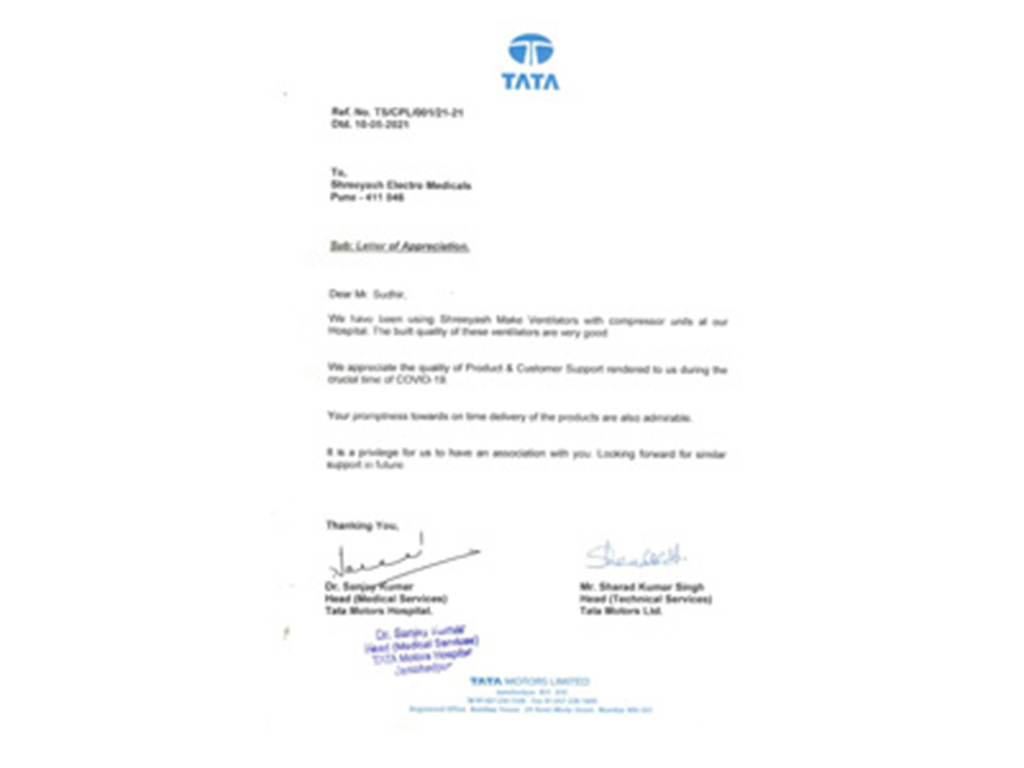 TATA
Ref. No. TS/CPL/001/21-21
Dtd. 10-05-2021
To,
Shreeyash Electro Medicals
Pune - 411 046
Sub: Letter of Appreciation.
Dear Mr. Sudhir,
We have been using Shreeyash Make Ventilators with compressor units at our
Hospital. The built quality of these ventilators are very good
We appreciate the quality of Product & Customer Support rendered to us during the
crucial time of COVID-19.
Your promptness towards on time delivery of the products are also admirable.
It is a privilege for us to have an association with you. Looking forward for similar
support in future.
Thanking You,
Dr. Sanjay Kumar
Head (Medical Services)
Tata Motors Hospital.
Mr. Sharad Kumar Singh
Head (Technical Services)
Tata Motors Ltd.
Dr. Sanjay Kumar
Head (Medical Services)
TATA Motors Hospital
Jamshedpur
TATA MOTORS LIMITED
Jamshedpur
Registered Office Bombay House 24 Homi Mody Street Mumbai